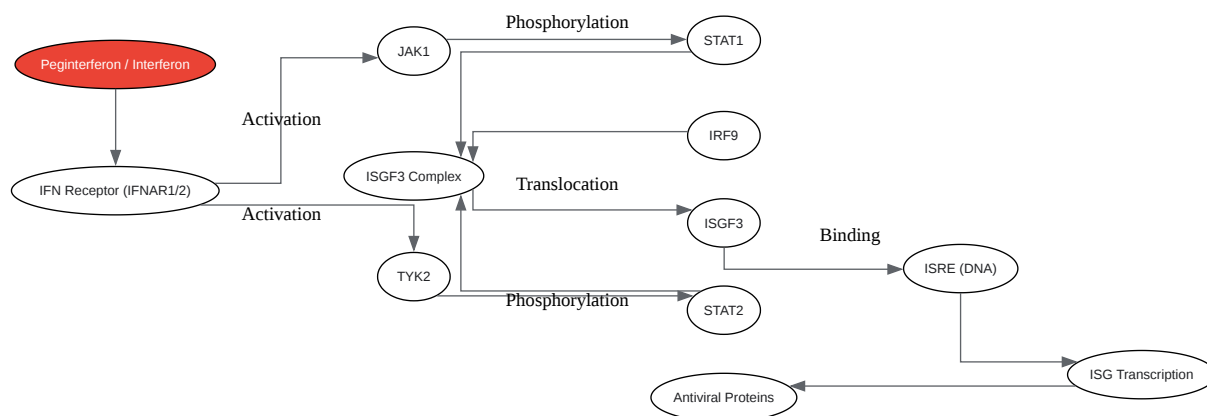 Phosphorylation
STAT1
JAK1
Peginterferon / Interferon
Activation
IRF9
ISGF3 Complex
Translocation
IFN Receptor (IFNAR1/2)
Activation
ISGF3
Binding
ISRE (DNA)
TYK2
Phosphorylation
STAT2
ISG Transcription
Antiviral Proteins